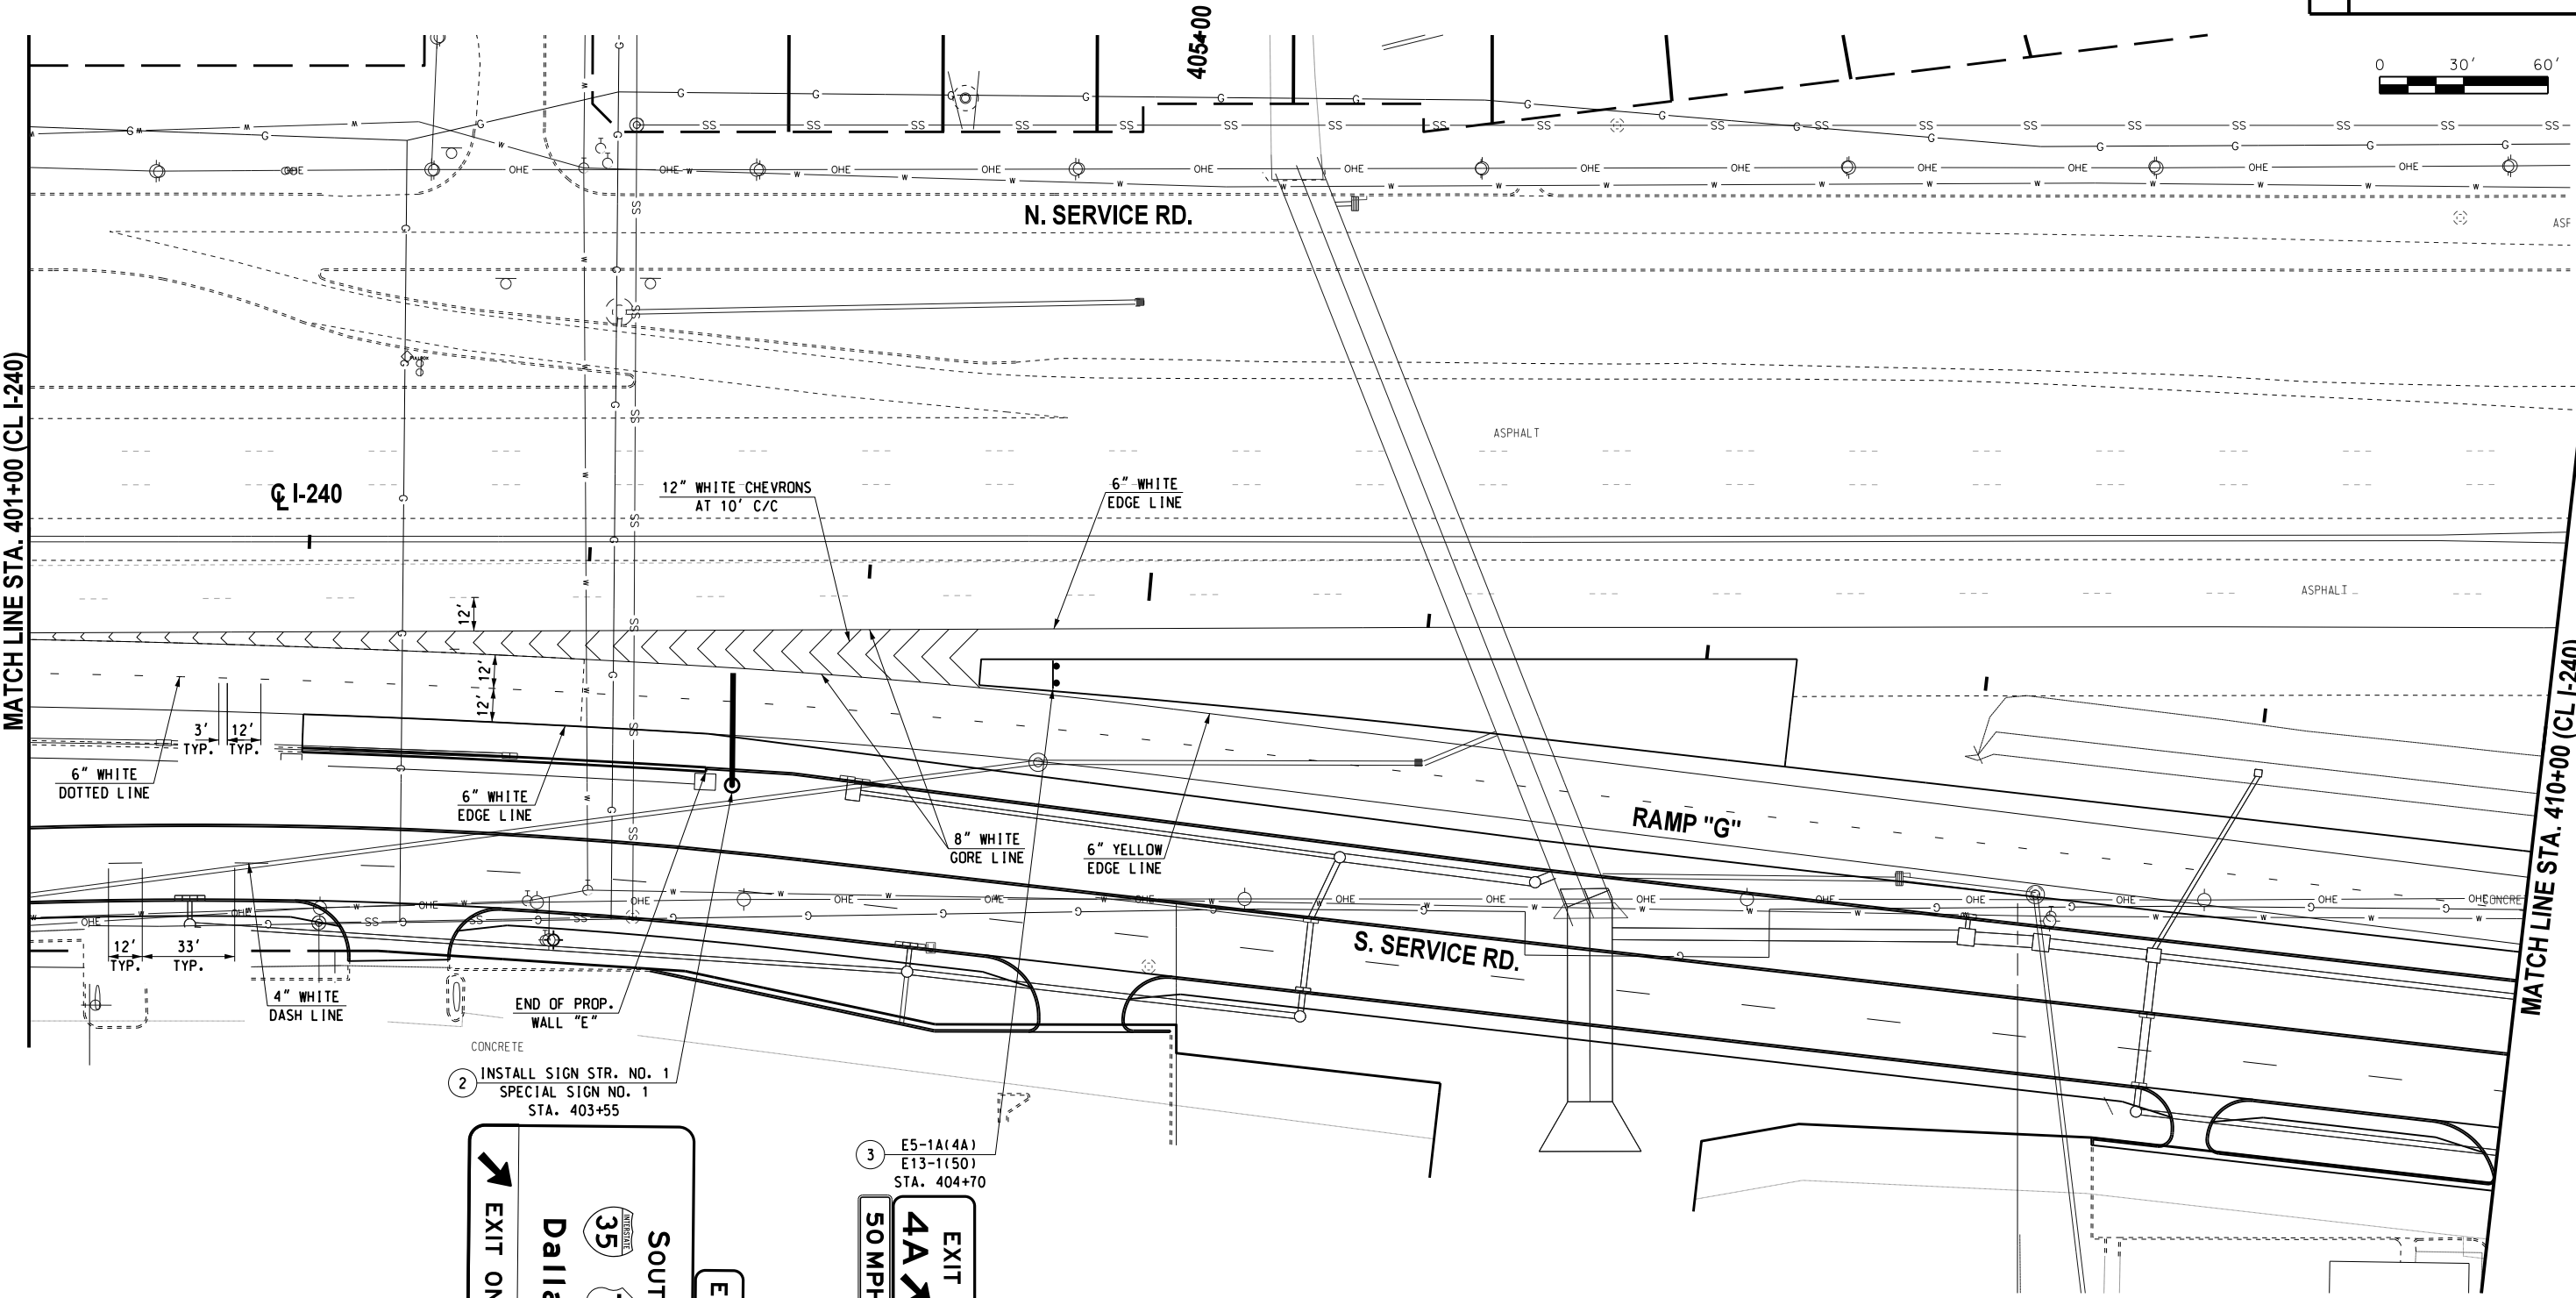 405+00
0 30' 60'
N. SERVICE RD.
ASPHALT
MATCH LINE STA. 401+00 (CL I-240)
CL I-240
12" WHITE CHEVRONS
AT 10' C/C
6" WHITE
EDGE LINE
ASPHALT
12'
12'
12'
3'
TYP.
12'
TYP.
6" WHITE
DOTTED LINE
6" WHITE
EDGE LINE
8" WHITE
GORE LINE
6" YELLOW
EDGE LINE
RAMP "G"
MATCH LINE STA. 410+00 (CL I-240)
S. SERVICE RD.
12'
TYP.
33'
TYP.
4" WHITE
DASH LINE
END OF PROP.
WALL "E"
CONCRETE
2
INSTALL SIGN STR. NO. 1
SPECIAL SIGN NO. 1
STA. 403+55
3
E5-1A(4A)
E13-1(50)
STA. 404+70
EXIT
4A
50 MPH
INTERSTATE
35
EXIT